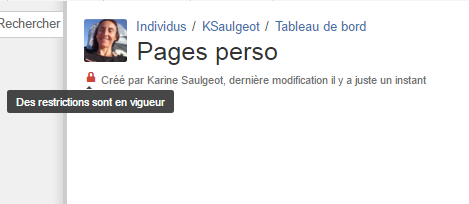 Rechercher
Individus / KSaulgeot / Tableau de bord
Pages perso
Créé par Karine Saulgeot, dernière modification il y a juste un instant
Des restrictions sont en vigueur